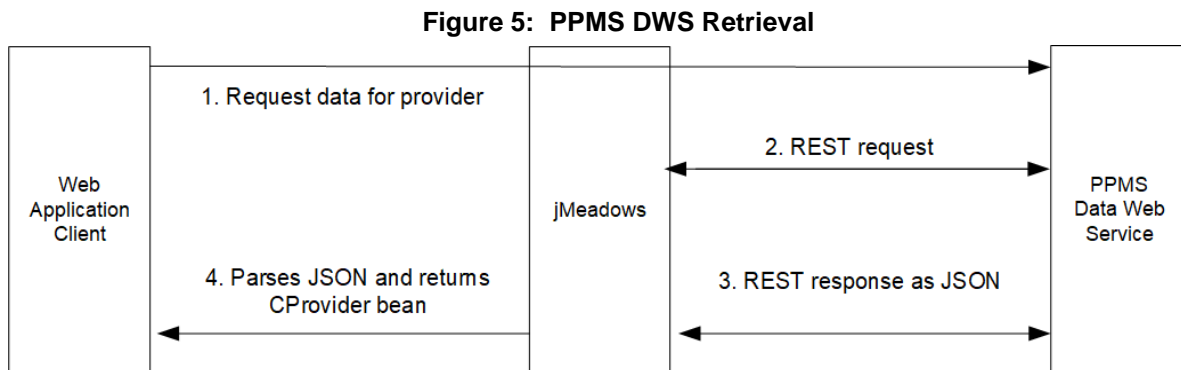 Figure 5: PPMS DWS Retrieval
1. Request data for provider
2. REST request
Web
Application
Client
jMeadows
PPMS
Data Web
Service
4. Parses JSON and returns
CProvider bean
3. REST response as JSON